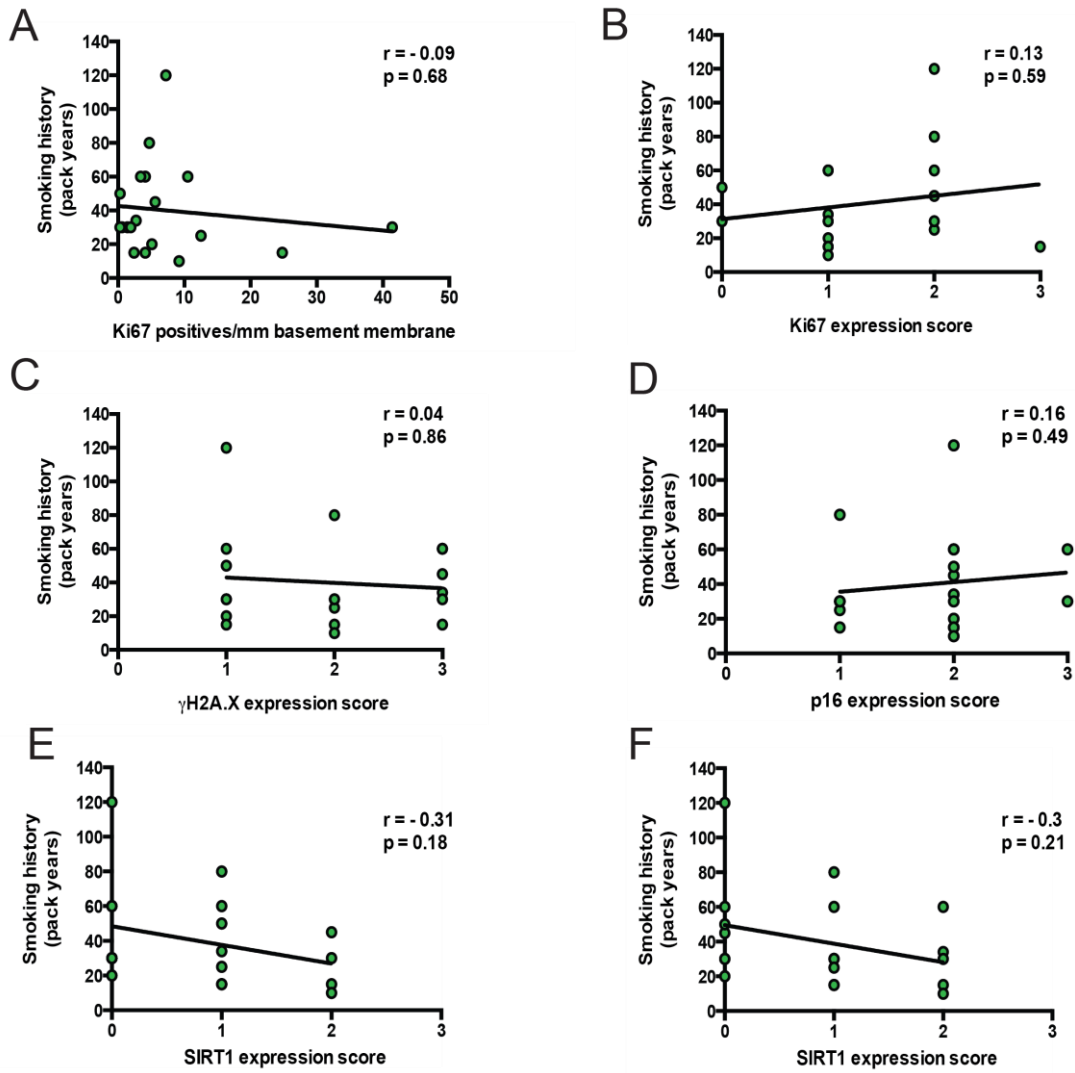 A
r = - 0.09
p = 0.68
Smoking history
(pack years)
140
120
100
80
60
40
20
0
0 10 20 30 40 50
Ki67 positives/mm basement membrane
B
r = 0.13
p = 0.59
Smoking history
(pack years)
140
120
100
80
60
40
20
0
0 1 2 3
Ki67 expression score
C
r = 0.04
p = 0.86
Smoking history
(pack years)
140
120
100
80
60
40
20
0
0 1 2 3
γH2A.X expression score
D
r = 0.16
p = 0.49
Smoking history
(pack years)
140
120
100
80
60
40
20
0
0 1 2 3
p16 expression score
E
r = - 0.31
p = 0.18
Smoking history
(pack years)
140
120
100
80
60
40
20
0
0 1 2 3
SIRT1 expression score
F
r = - 0.3
p = 0.21
Smoking history
(pack years)
140
120
100
80
60
40
20
0
0 1 2 3
SIRT1 expression score